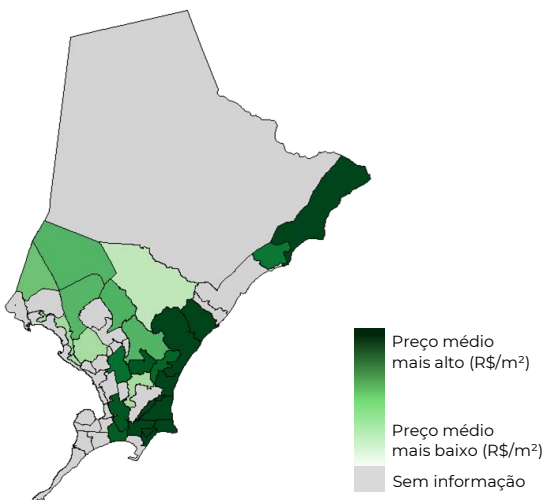 Preço médio
mais alto (R$/m²)
Preço médio
mais baixo (R$/m²)
Sem informação